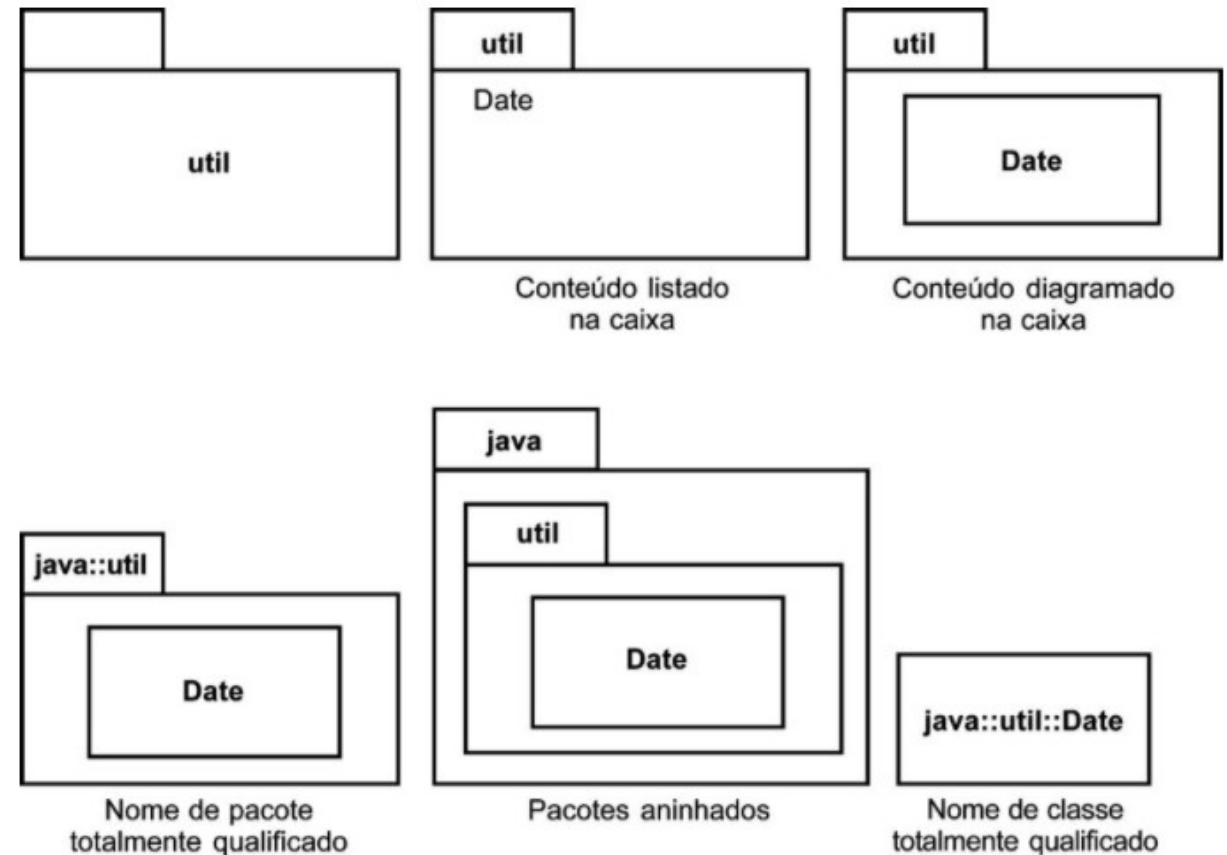 util
util
Date
Conteúdo listado
na caixa
util
Date
Conteúdo diagramado
na caixa
java::util
Date
Nome de pacote
totalmente qualificado
java
util
Date
Pacotes aninhados
java::util::Date
Nome de classe
totalmente qualificado